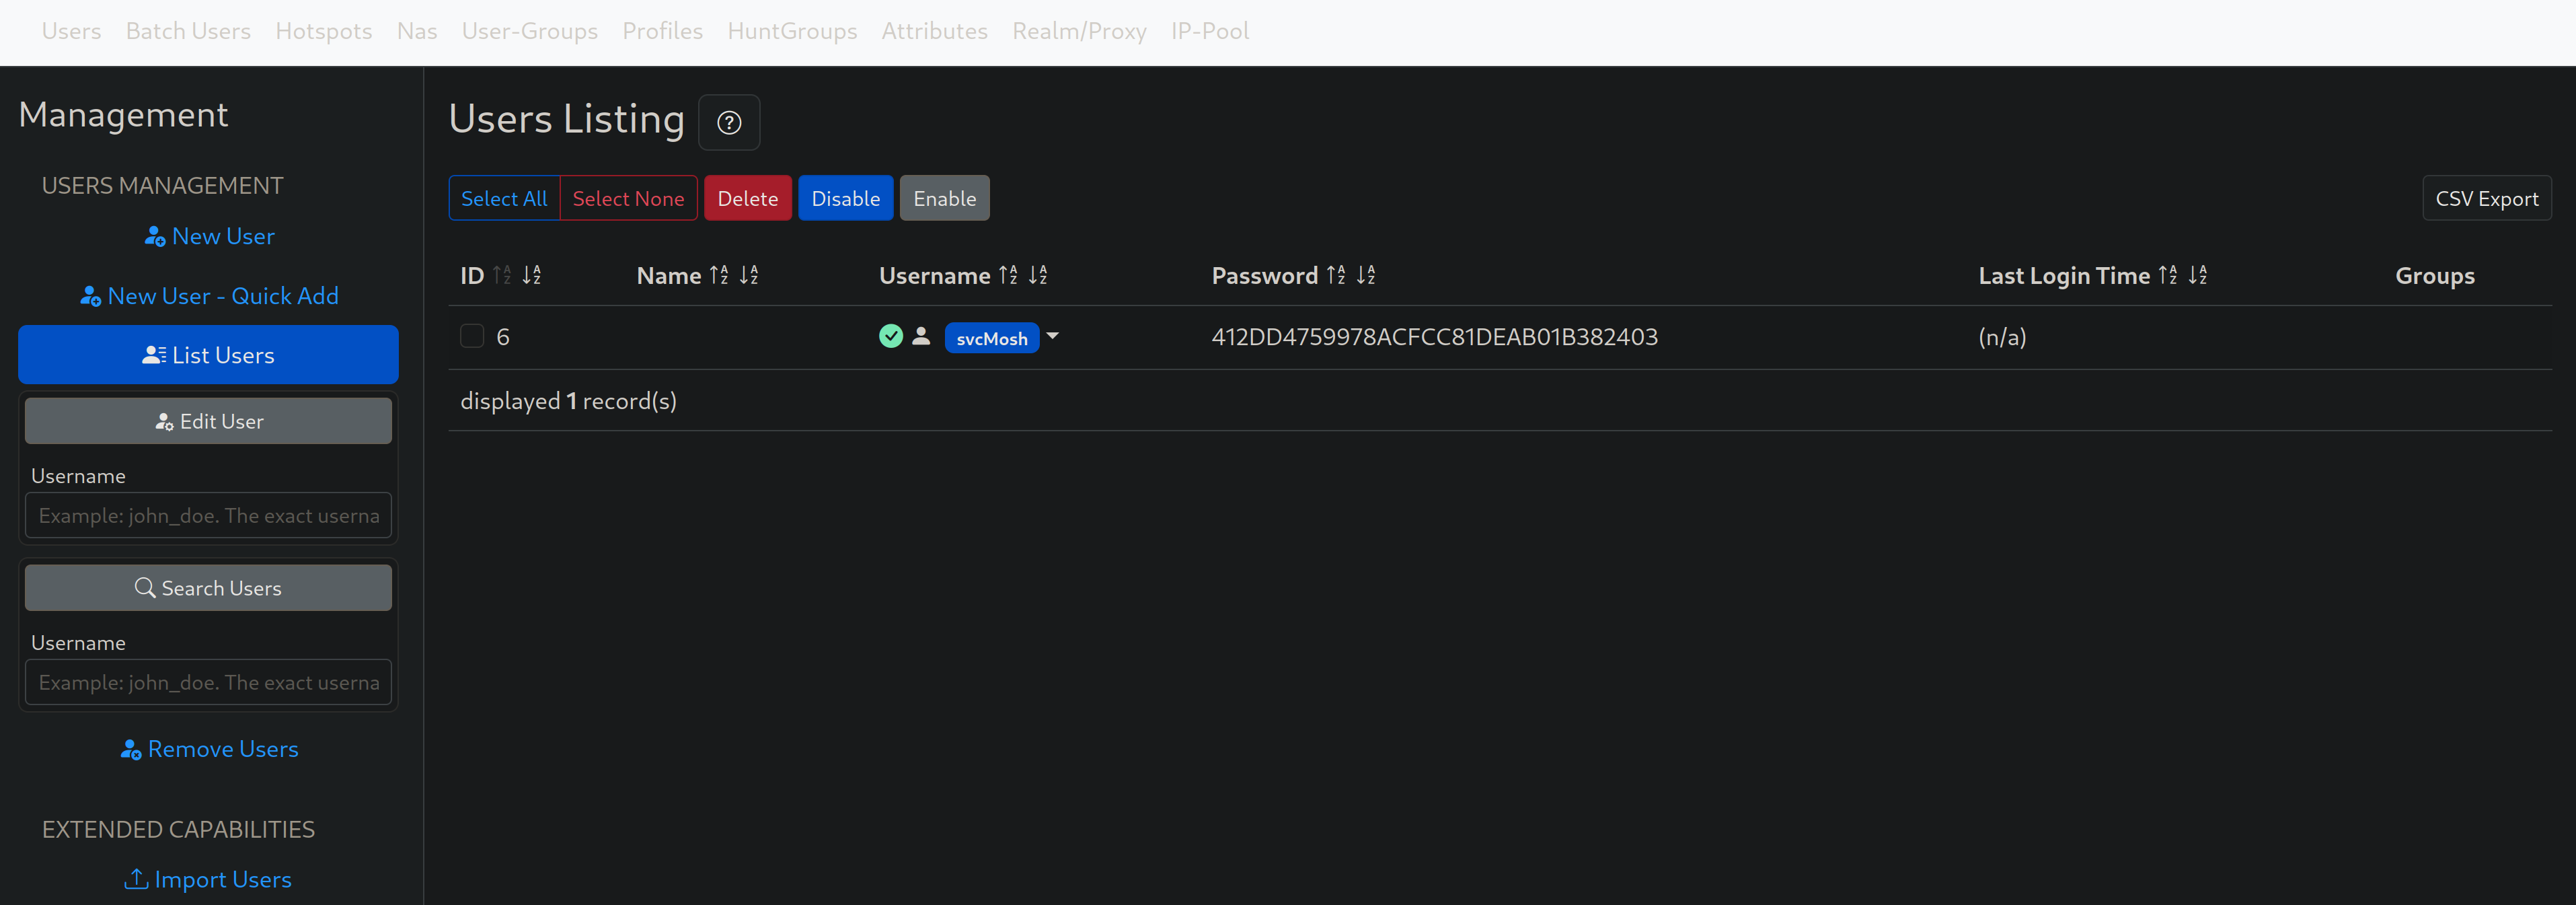 Users Batch Users Hotspots Nas User-Groups Profiles HuntGroups Attributes Realm/Proxy IP-Pool
Management
USERS MANAGEMENT
New User
New User - Quick Add
List Users
Edit User
Username
Example: john_doe. The exact userna
Search Users
Username
Example: john_doe. The exact userna
Remove Users
EXTENDED CAPABILITIES
Import Users
Users Listing
Select All Select None Delete Disable Enable CSV Export
ID Name Username Password Last Login Time Groups
6 svcMosh 412DD4759978ACFCC81DEAB01B382403 (n/a)
displayed 1 record(s)